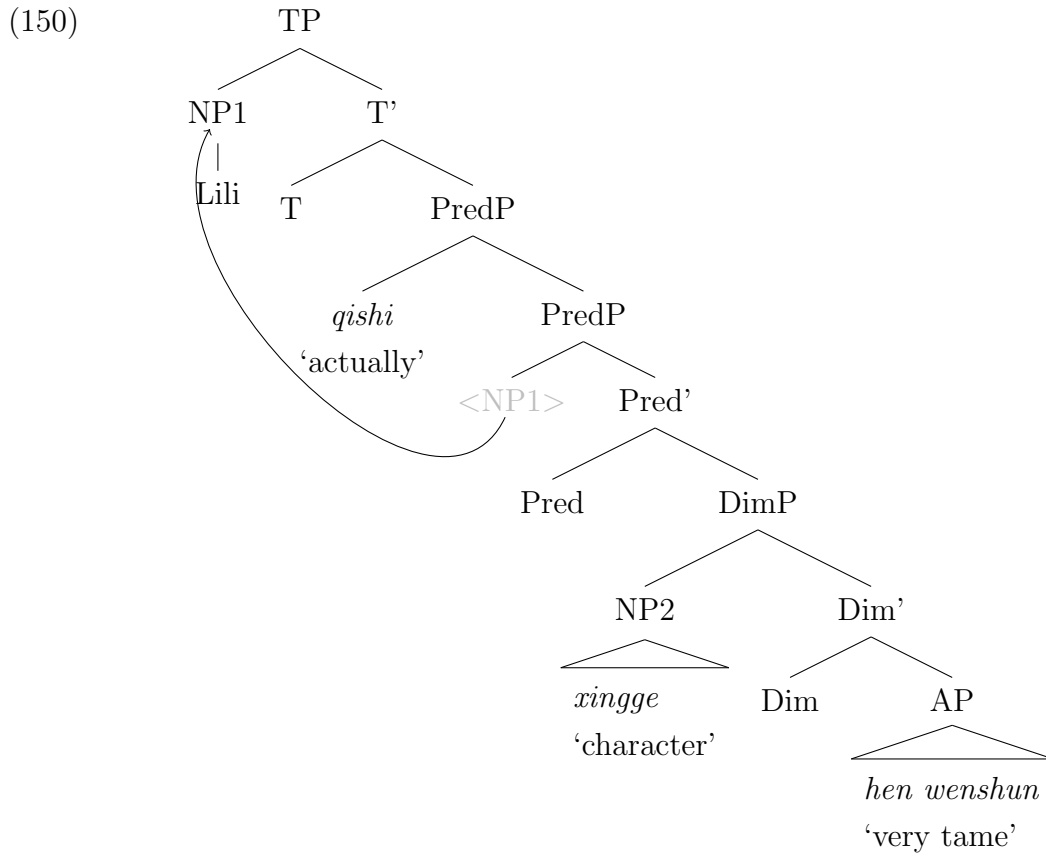 (150) TP
NP1 T’
Lili T PredP
qishi PredP
‘actually’
<NP1> Pred’
Pred DimP
NP2 Dim’
xingge Dim AP
‘character’
hen wenshun
‘very tame’